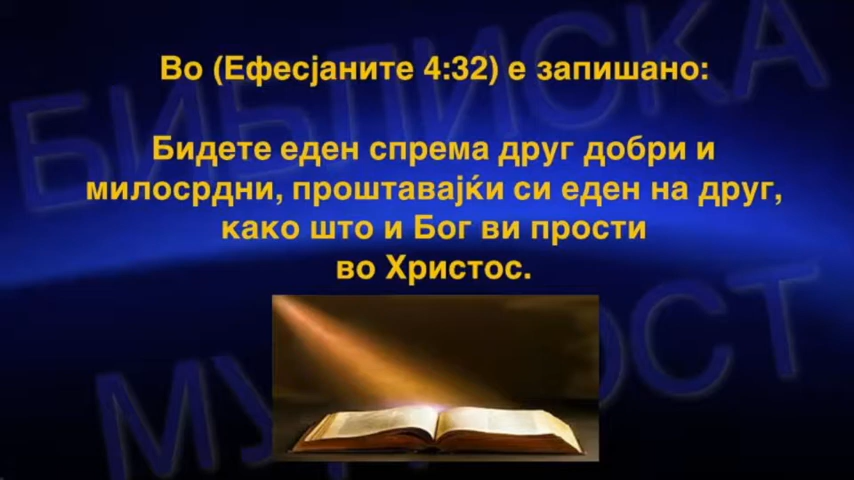 БИБЛИСКА
Во (Ефесјаните 4:32) е запишано:
Бидете еден спрема друг добри и
милосрдни, проштавајќи си еден на друг,
како што и Бог ви прости
во Христос.